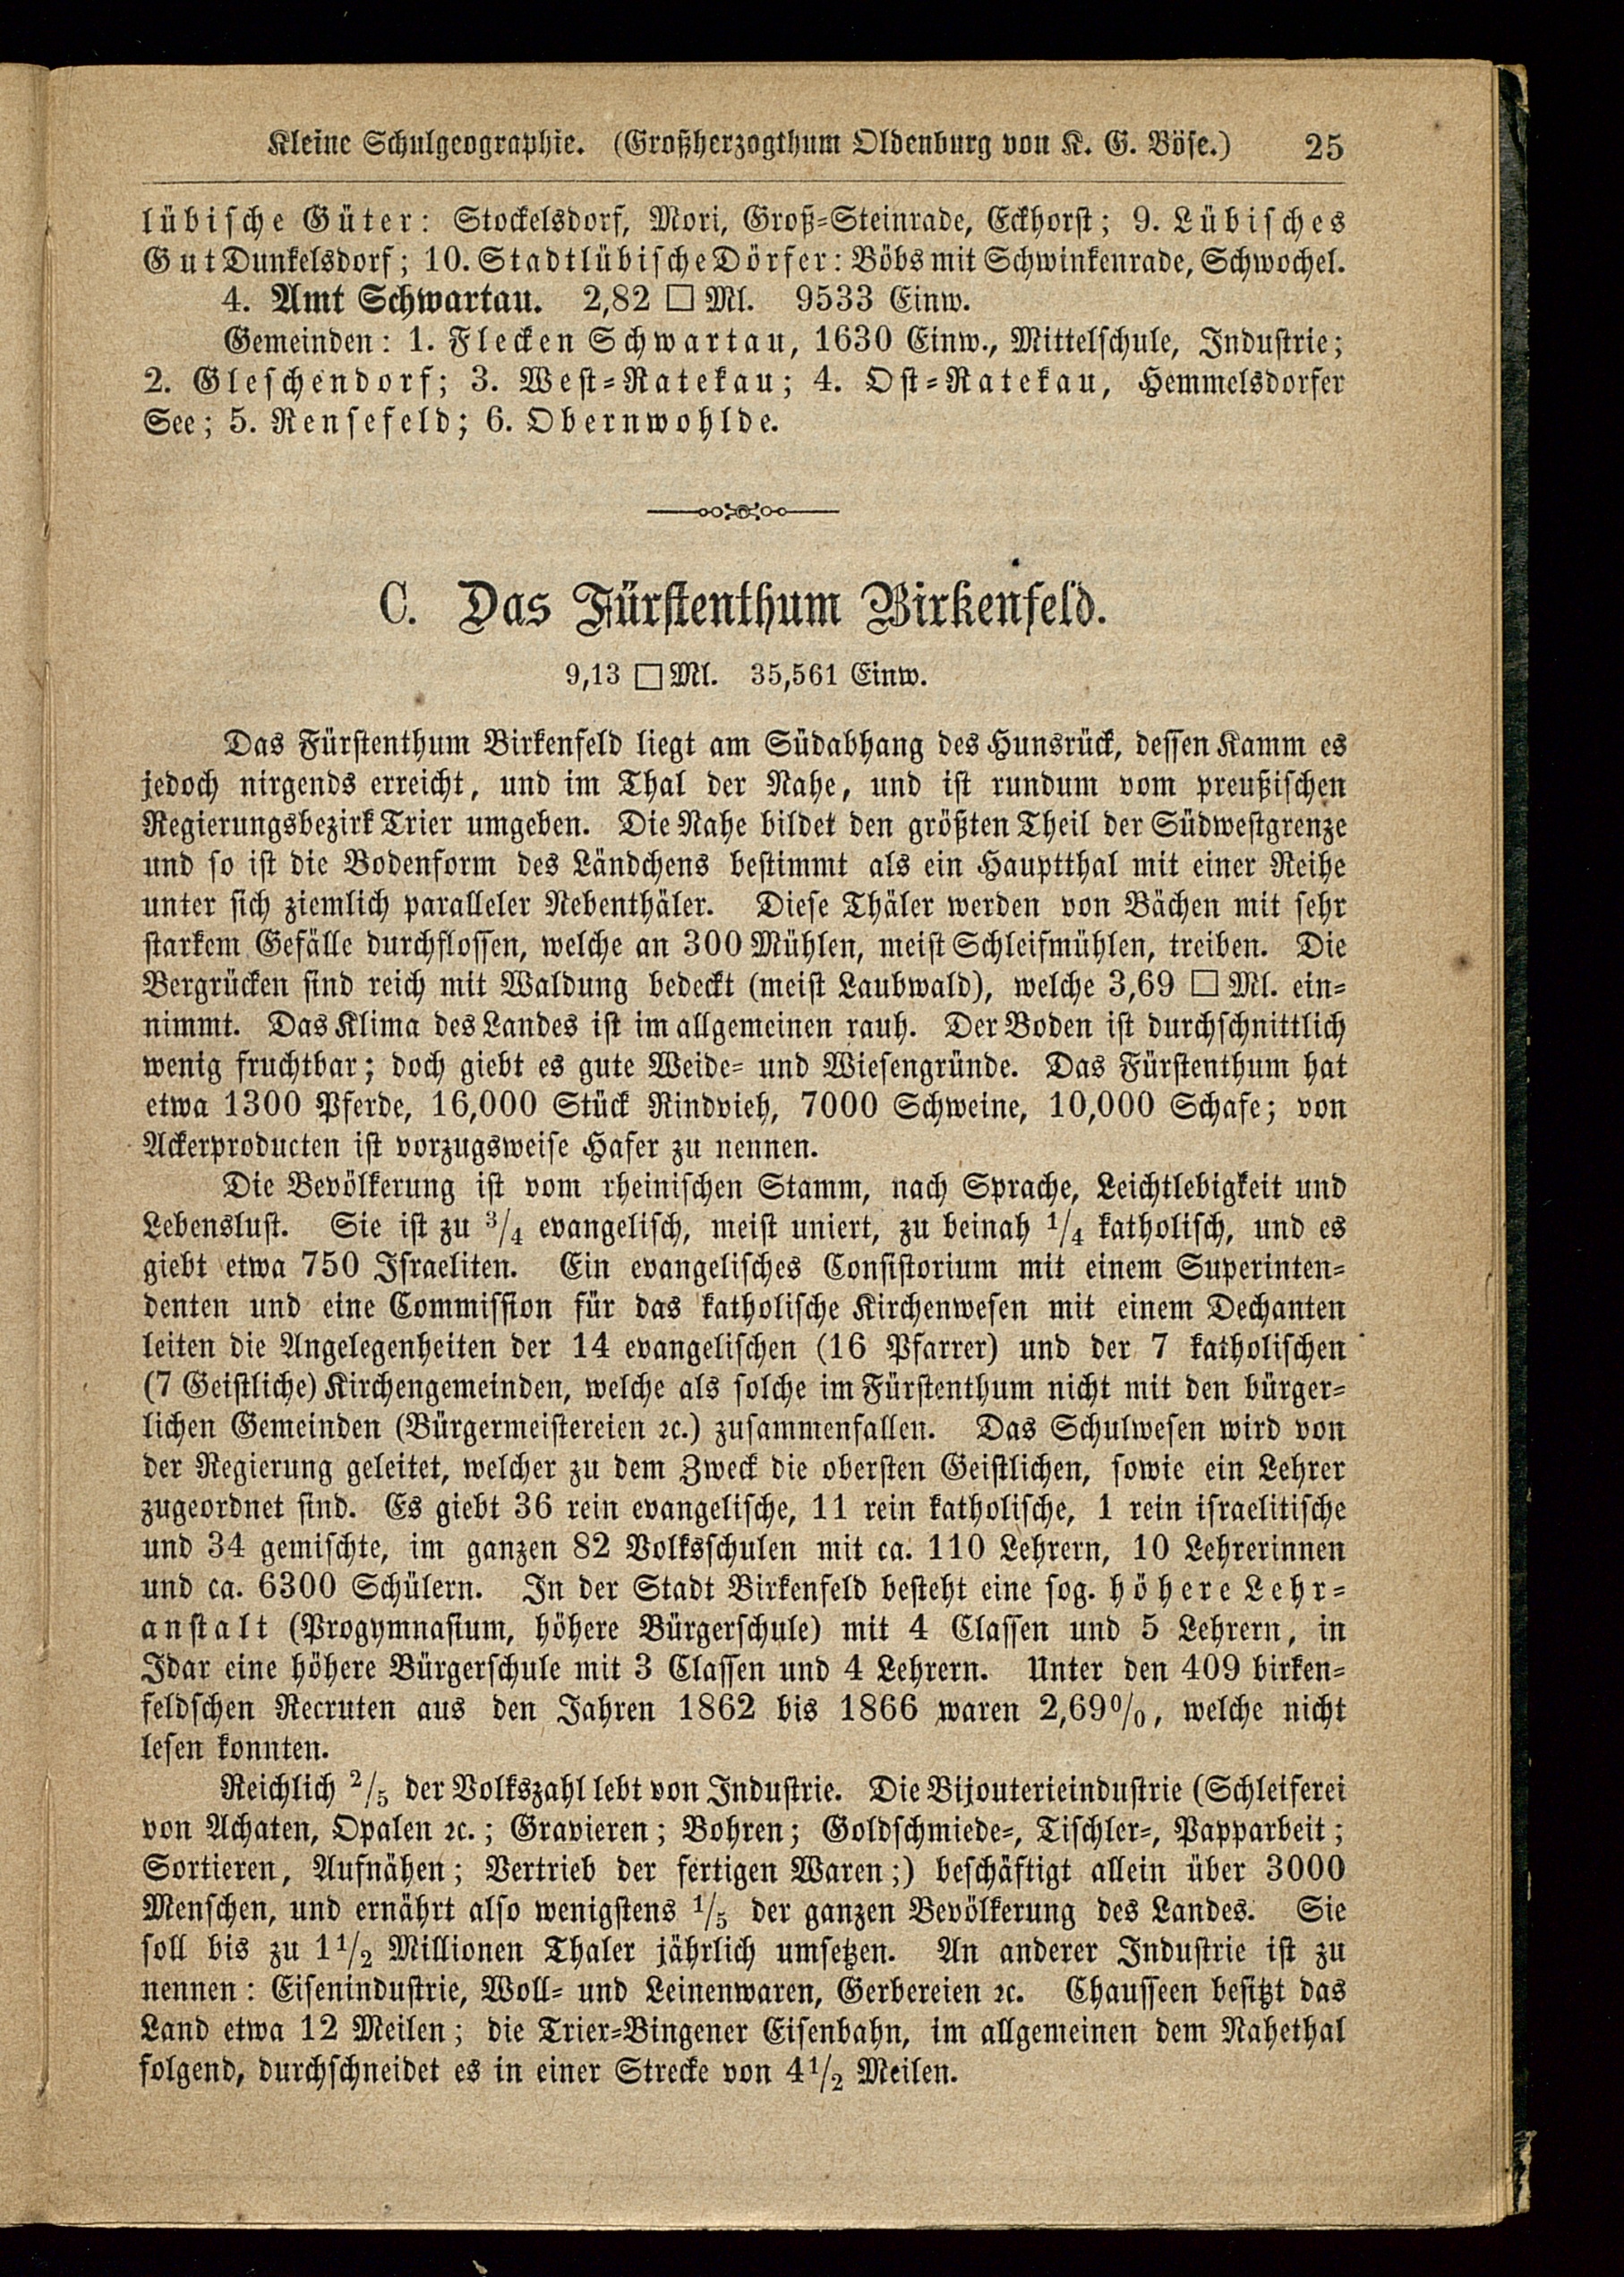 Kleine Schulgeographie. (Großherzogthum Oldenburg von K. G. Böse.) 25
lübische Güter: Stockelsdorf, Mori, Groß-Steinrade, Eckhorst; 9. Lübisches
Gut Dunkelsdorf; 10. Stadtlübische Dörfer: Böbs mit Schwinkenrade, Schwochel.
4. Amt Schwartau. 2,82 □ Ml. 9533 Einw.
Gemeinden: 1. Flecken Schwartau, 1630 Einw., Mittelschule, Industrie;
2. Gleschendorf; 3. West-Ratekau; 4. Ost-Ratekau, Hemmelsdorfer
See; 5. Rensefeld; 6. Obernwohlde.
C. Das Fürstenthum Birkenfeld.
9,13 □ Ml. 35,561 Einw.
Das Fürstenthum Birkenfeld liegt am Südabhang des Hunsrück, dessen Kamm es
jedoch nirgends erreicht, und im Thal der Nahe, und ist rundum vom preußischen
Regierungsbezirk Trier umgeben. Die Nahe bildet den größten Theil der Südwestgrenze
und so ist die Bodenform des Ländchens bestimmt als ein Hauptthal mit einer Reihe
unter sich ziemlich paralleler Nebenthäler. Diese Thäler werden von Bächen mit sehr
starkem Gefälle durchflossen, welche an 300 Mühlen, meist Schleifmühlen, treiben. Die
Bergrücken sind reich mit Waldung bedeckt (meist Laubwald), welche 3,69 □ Ml. ein-
nimmt. Das Klima des Landes ist im allgemeinen rauh. Der Boden ist durchschnittlich
wenig fruchtbar; doch giebt es gute Weide- und Wiesengründe. Das Fürstenthum hat
etwa 1300 Pferde, 16,000 Stück Rindvieh, 7000 Schweine, 10,000 Schafe; von
Ackerproducten ist vorzugsweise Hafer zu nennen.
Die Bevölkerung ist vom rheinischen Stamm, nach Sprache, Leichtlebigkeit und
Lebenslust. Sie ist zu 3/4 evangelisch, meist uniert, zu beinah 1/4 katholisch, und es
giebt etwa 750 Israeliten. Ein evangelisches Consistorium mit einem Superinten-
denten und eine Commission für das katholische Kirchenwesen mit einem Dechanten
leiten die Angelegenheiten der 14 evangelischen (16 Pfarrer) und der 7 katholischen
(7 Geistliche) Kirchengemeinden, welche als solche im Fürstenthum nicht mit den bürger-
lichen Gemeinden (Bürgermeistereien ꝛc.) zusammenfallen. Das Schulwesen wird von
der Regierung geleitet, welcher zu dem Zweck die obersten Geistlichen, sowie ein Lehrer
zugeordnet sind. Es giebt 36 rein evangelische, 11 rein katholische, 1 rein israelitische
und 34 gemischte, im ganzen 82 Volksschulen mit ca. 110 Lehrern, 10 Lehrerinnen
und ca. 6300 Schülern. In der Stadt Birkenfeld besteht eine sog. höhere Lehr-
anstalt (Progymnasium, höhere Bürgerschule) mit 4 Classen und 5 Lehrern, in
Idar eine höhere Bürgerschule mit 3 Classen und 4 Lehrern. Unter den 409 birken-
feldschen Recruten aus den Jahren 1862 bis 1866 waren 2,69%, welche nicht
lesen konnten.
Reichlich 2/5 der Volkszahl lebt von Industrie. Die Bijouterieindustrie (Schleiferei
von Achaten, Opalen ꝛc.; Gravieren; Bohren; Goldschmiede-, Tischler-, Papparbeit;
Sortieren, Aufnähen; Vertrieb der fertigen Waren;) beschäftigt allein über 3000
Menschen, und ernährt also wenigstens 1/5 der ganzen Bevölkerung des Landes. Sie
soll bis zu 1 1/2 Millionen Thaler jährlich umsetzen. An anderer Industrie ist zu
nennen: Eisenindustrie, Woll- und Leinenwaren, Gerbereien ꝛc. Chausseen besitzt das
Land etwa 12 Meilen; die Trier-Bingener Eisenbahn, im allgemeinen dem Nahethal
folgend, durchschneidet es in einer Strecke von 4 1/2 Meilen.